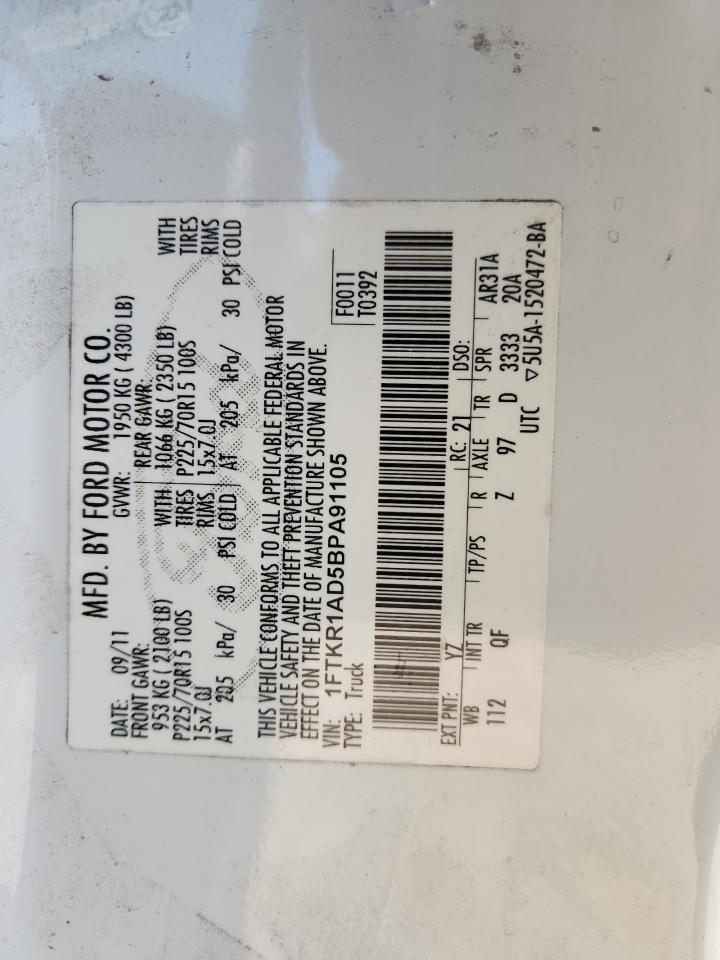 MFD. BY FORD MOTOR CO.
DATE: 09/11 GVWR: 1950 KG ( 4300 LB)
FRONT GAWR: REAR GAWR:
953 KG ( 2100 LB) WITH 1066 KG ( 2350 LB) WITH
P225/70R15 100S TIRES P225/70R15 100S TIRES
15x7.0J RIMS 15x7.0J RIMS
AT 205 kPa/ 30 PSI COLD AT 205 kPa/ 30 PSI COLD
THIS VEHICLE CONFORMS TO ALL APPLICABLE FEDERAL MOTOR
VEHICLE SAFETY AND THEFT PREVENTION STANDARDS IN
EFFECT ON THE DATE OF MANUFACTURE SHOWN ABOVE.
VIN: 1FTKR1AD5BPA91105 F0011
TYPE: Truck T0392
EXT PNT: YZ RC: 21 DSO:
WB INT TR TP/PS R AXLE TR SPR AR31A
112 QF Z 97 D 3333 20A
UTC ▽5U5A-1520472-BA